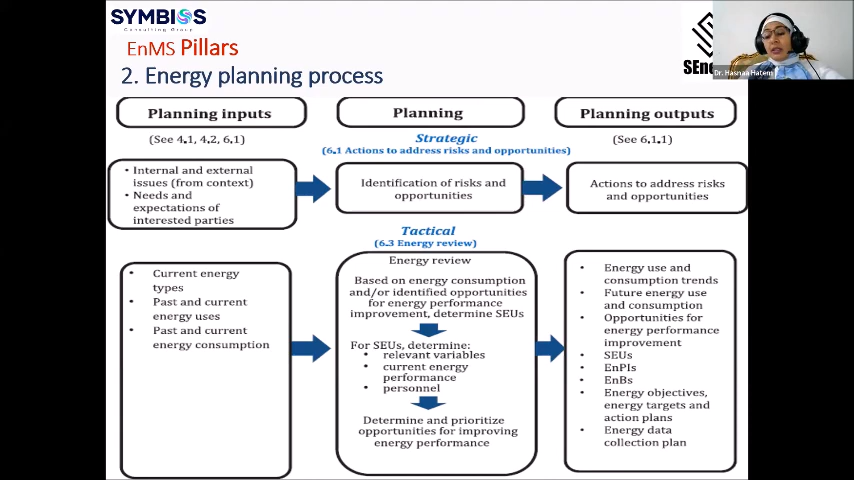 SYMBIOS
Consulting Group
EnMS Pillars
2. Energy planning process
Dr. Hasnaa Hatem
Planning inputs
Planning
Planning outputs
(See 4.1, 4.2, 6.1)
Strategic
(6.1 Actions to address risks and opportunities)
(See 6.1.1)
• Internal and external
issues (from context)
• Needs and
expectations of
interested parties
Identification of risks and
opportunities
Actions to address risks
and opportunities
Tactical
(6.3 Energy review)
• Current energy
types
• Past and current
energy uses
• Past and current
energy consumption
Energy review
Based on energy consumption
and/or identified opportunities
for energy performance
improvement, determine SEUs
For SEUs, determine:
• relevant variables
• current energy
performance
• personnel
Determine and prioritize
opportunities for improving
energy performance
• Energy use and
consumption trends
• Future energy use
and consumption
• Opportunities for
energy performance
improvement
• SEUs
• EnPIs
• EnBs
• Energy objectives,
energy targets and
action plans
• Energy data
collection plan